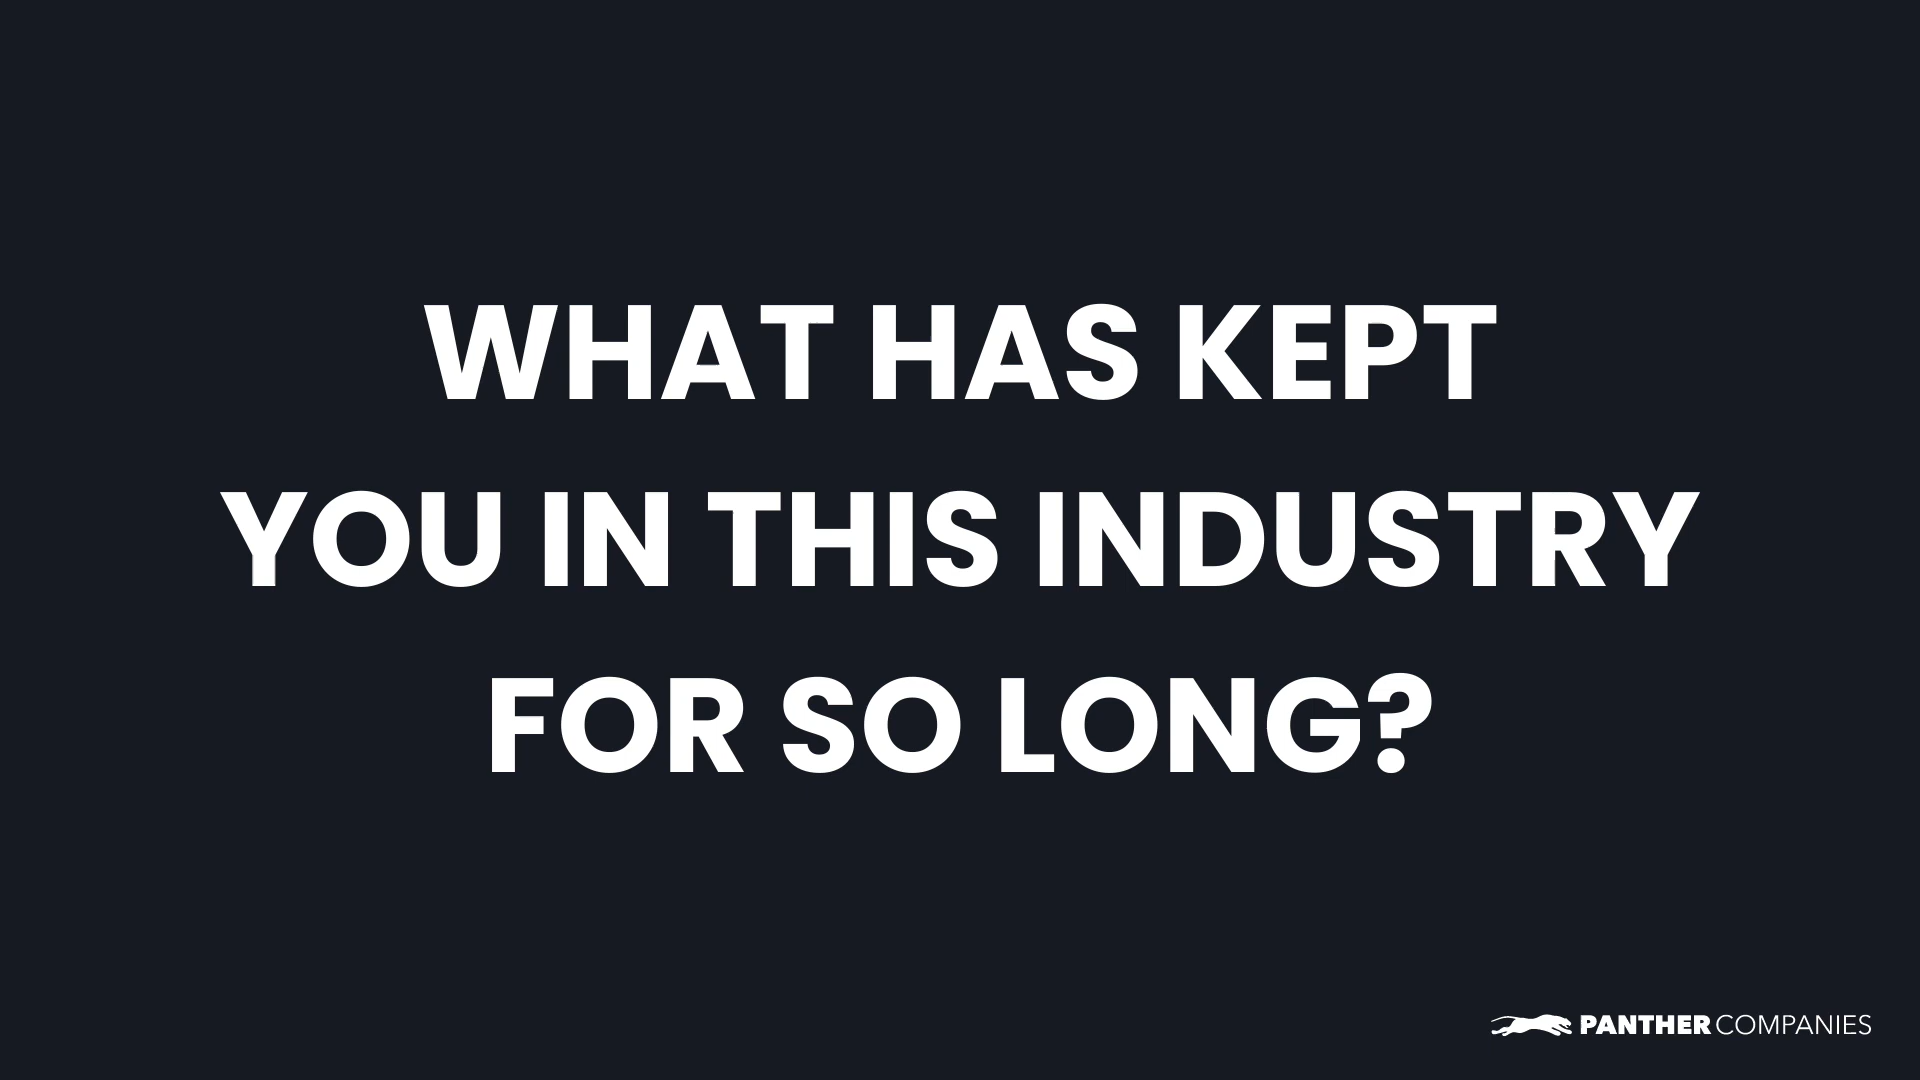 WHAT HAS KEPT
YOU IN THIS INDUSTRY
FOR SO LONG?
PANTHER COMPANIES